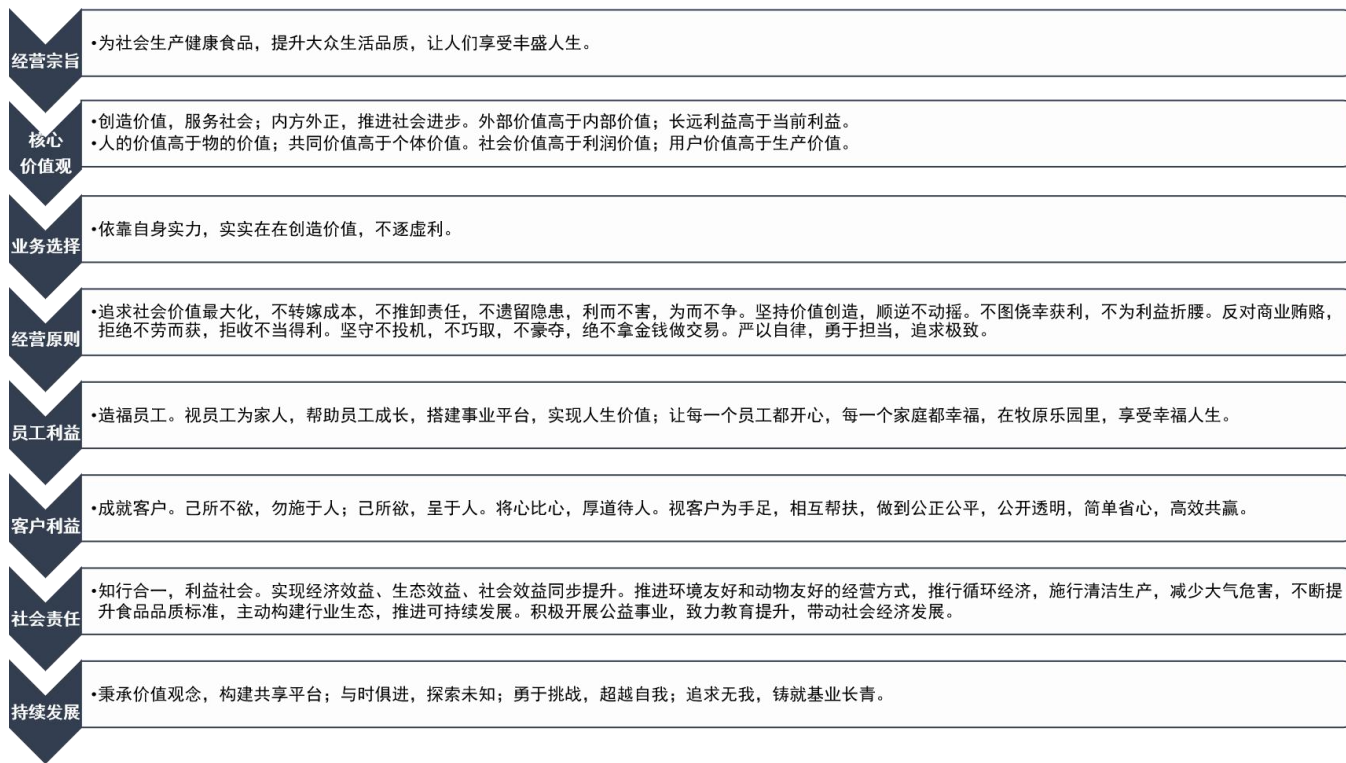 经营宗旨
•为社会生产健康食品，提升大众生活品质，让人们享受丰盛人生。
核心
价值观
•创造价值，服务社会；内方外正，推进社会进步。外部价值高于内部价值；长远利益高于当前利益。
•人的价值高于物的价值；共同价值高于个体价值。社会价值高于利润价值；用户价值高于生产价值。
业务选择
•依靠自身实力，实实在在创造价值，不逐虚利。
经营原则
•追求社会价值最大化，不转嫁成本，不推卸责任，不遗留隐患，利而不害，为而不争。坚持价值创造，顺逆不动摇。不图侥幸获利，不为利益折腰。反对商业贿赂，
拒绝不劳而获，拒收不当得利。坚守不投机，不巧取，不豪夺，绝不拿金钱做交易。严以自律，勇于担当，追求极致。
员工利益
•造福员工。视员工为家人，帮助员工成长，搭建事业平台，实现人生价值；让每一个员工都开心，每一个家庭都幸福，在牧原乐园里，享受幸福人生。
客户利益
•成就客户。己所不欲，勿施于人；己所欲，呈于人。将心比心，厚道待人。视客户为手足，相互帮扶，做到公正公平，公开透明，简单省心，高效共赢。
社会责任
•知行合一，利益社会。实现经济效益、生态效益、社会效益同步提升。推进环境友好和动物友好的经营方式，推行循环经济，施行清洁生产，减少大气危害，不断提
升食品品质标准，主动构建行业生态，推进可持续发展。积极开展公益事业，致力教育提升，带动社会经济发展。
持续发展
•秉承价值观念，构建共享平台；与时俱进，探索未知；勇于挑战，超越自我；追求无我，铸就基业长青。